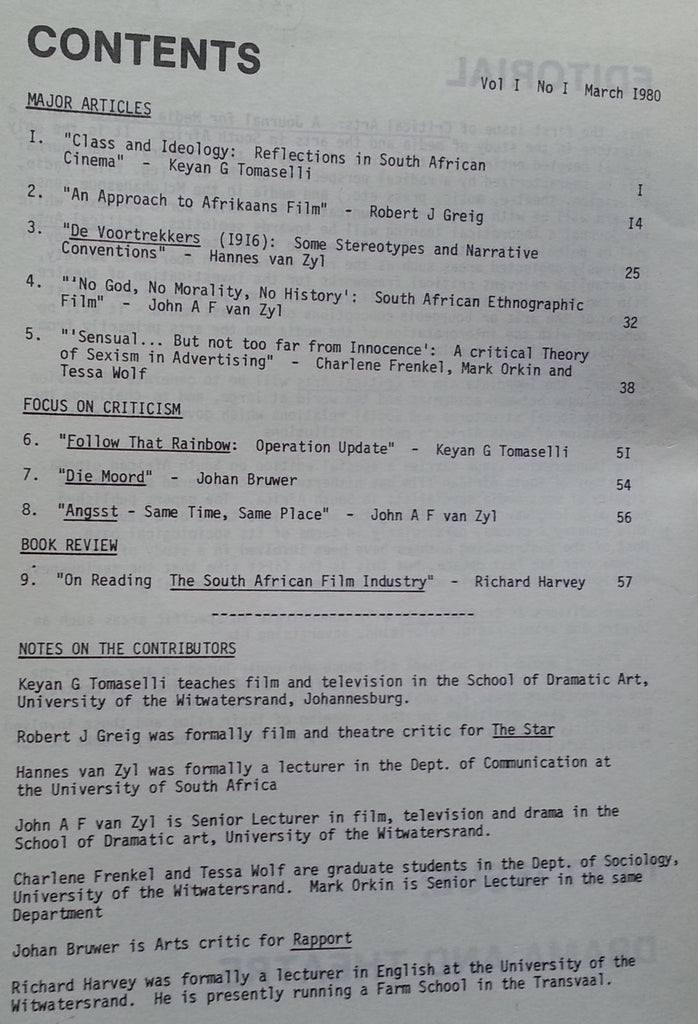 CONTENTS
Vol I No I March I980
MAJOR ARTICLES
I. "Class and Ideology: Reflections in South African
Cinema" - Keyan G Tomaselli I
2. "An Approach to Afrikaans Film" - Robert J Greig I4
3. "De Voortrekkers (I9I6): Some Stereotypes and Narrative
Conventions" - Hannes van Zyl 25
4. "'No God, No Morality, No History': South African Ethnographic
Film" - John A F van Zyl 32
5. "'Sensual... But not too far from Innocence': A critical Theory
of Sexism in Advertising" - Charlene Frenkel, Mark Orkin and
Tessa Wolf 38
FOCUS ON CRITICISM
6. "Follow That Rainbow: Operation Update" - Keyan G Tomaselli 5I
7. "Die Moord" - Johan Bruwer 54
8. "Angsst - Same Time, Same Place" - John A F van Zyl 56
BOOK REVIEW
9. "On Reading The South African Film Industry" - Richard Harvey 57
NOTES ON THE CONTRIBUTORS
Keyan G Tomaselli teaches film and television in the School of Dramatic Art,
University of the Witwatersrand, Johannesburg.
Robert J Greig was formally film and theatre critic for The Star
Hannes van Zyl was formally a lecturer in the Dept. of Communication at
the University of South Africa
John A F van Zyl is Senior Lecturer in film, television and drama in the
School of Dramatic art, University of the Witwatersrand.
Charlene Frenkel and Tessa Wolf are graduate students in the Dept. of Sociology,
University of the Witwatersrand. Mark Orkin is Senior Lecturer in the same
Department
Johan Bruwer is Arts critic for Rapport
Richard Harvey was formally a lecturer in English at the University of the
Witwatersrand. He is presently running a Farm School in the Transvaal.